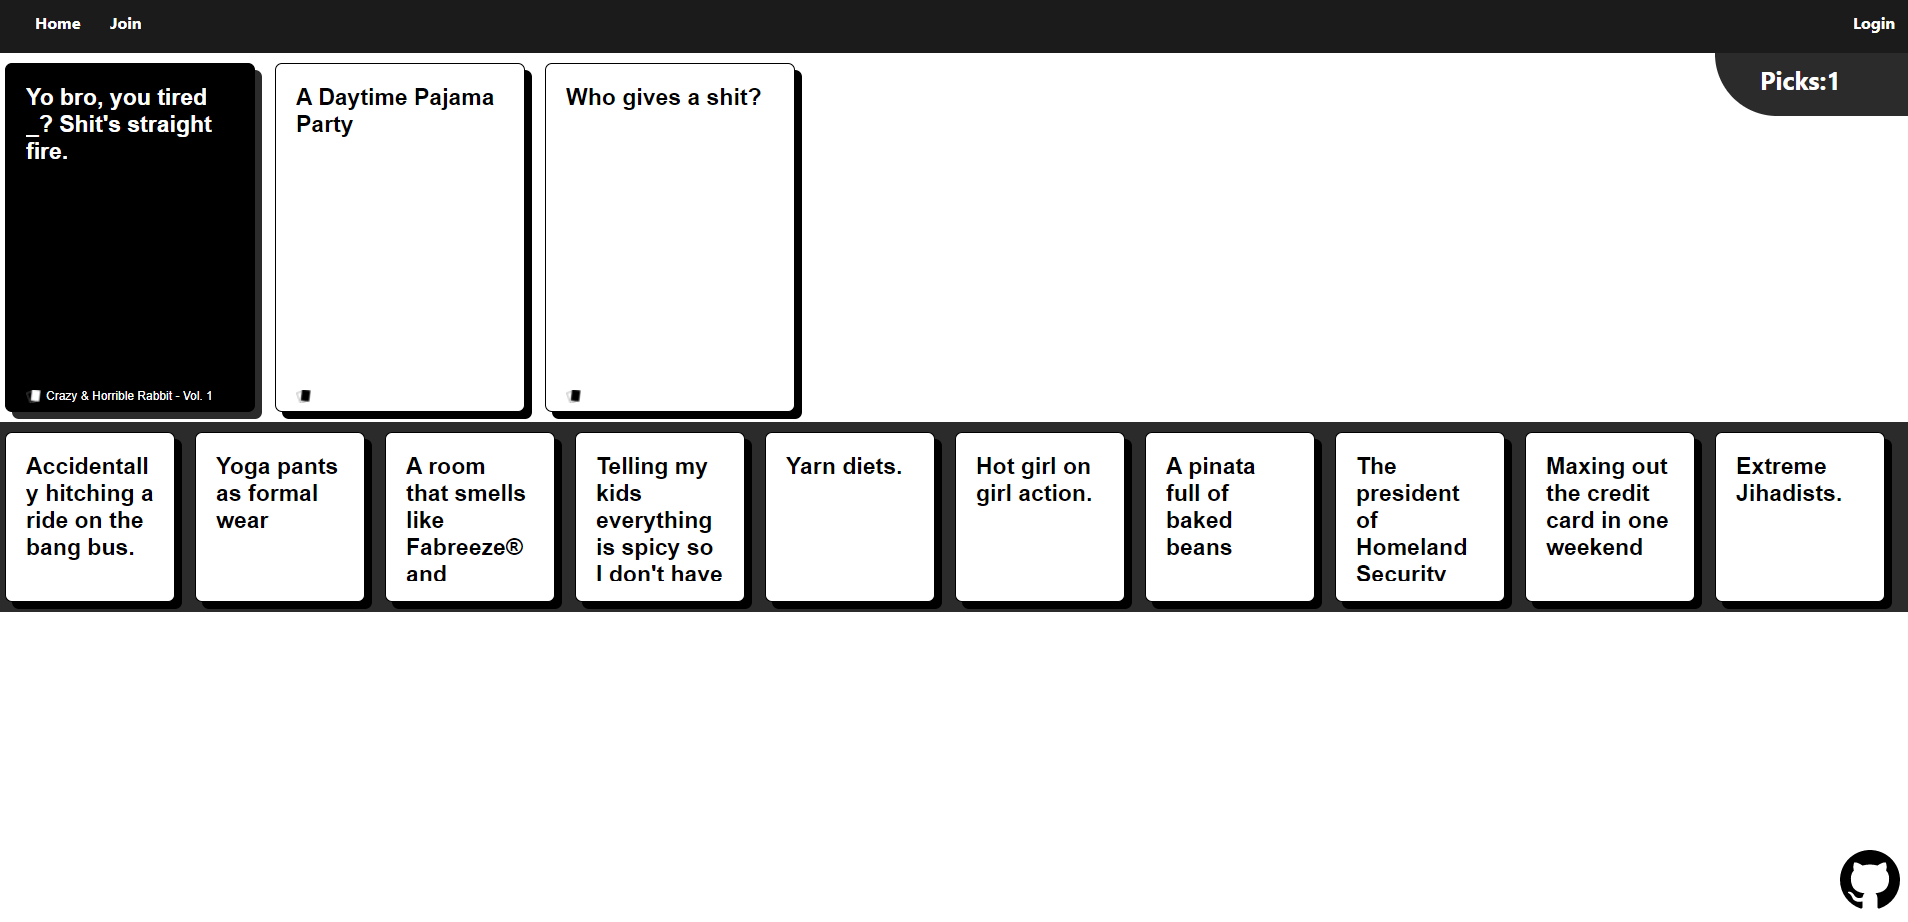 Home Join Login
Picks:1
Yo bro, you tired
_? Shit's straight
fire.
Crazy & Horrible Rabbit - Vol. 1
A Daytime Pajama
Party
Who gives a shit?
Accidentall
y hitching a
ride on the
bang bus.
Yoga pants
as formal
wear
A room
that smells
like
Fabreeze®
and
Telling my
kids
everything
is spicy so
I don't have
Yarn diets.
Hot girl on
girl action.
A pinata
full of
baked
beans
The
president
of
Homeland
Security
Maxing out
the credit
card in one
weekend
Extreme
Jihadists.